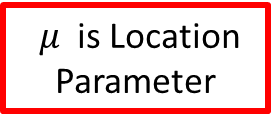 𝜇 is Location
Parameter